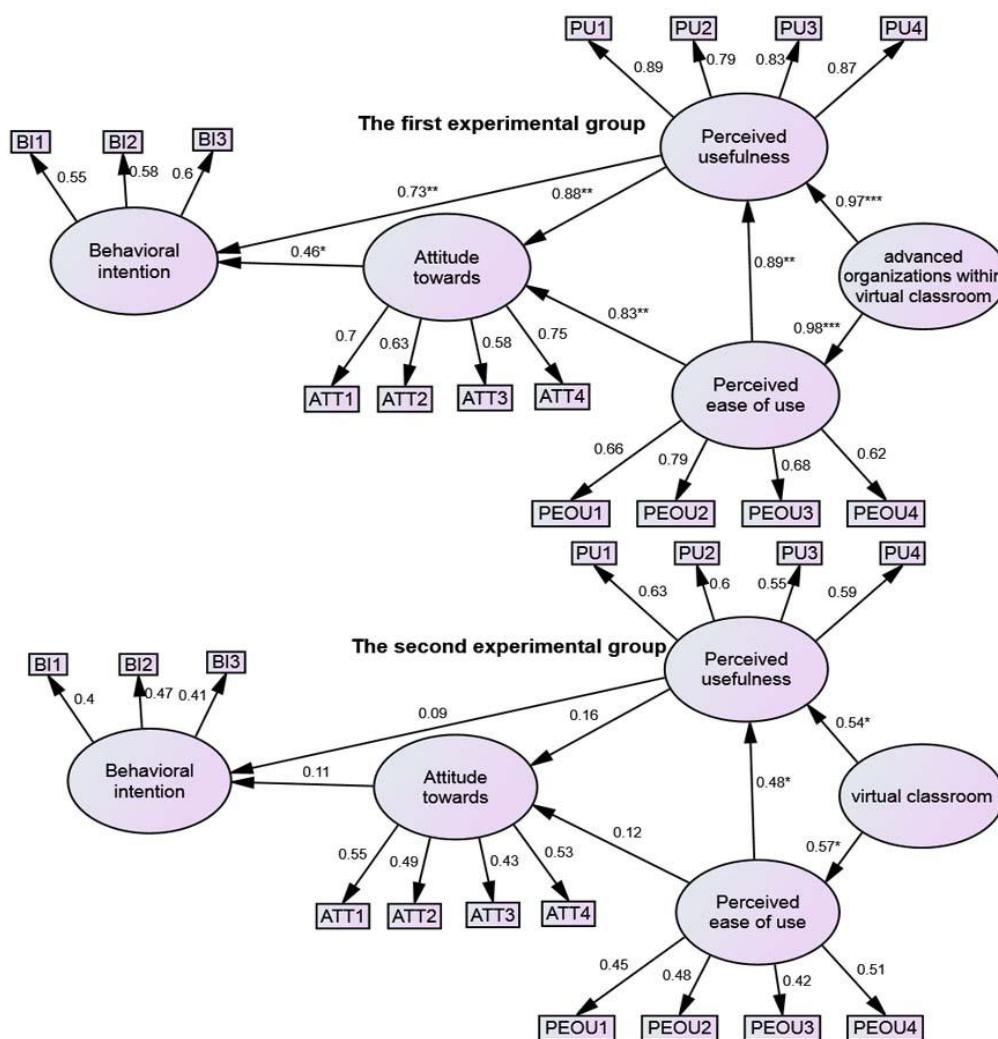 PU1 PU2 PU3 PU4
0.89 0.79 0.83 0.87
The first experimental group
Perceived
usefulness
BI1 BI2 BI3
0.55 0.58 0.6
0.73**
0.88**
0.97***
Behavioral
intention
0.46*
Attitude
towards
0.89**
advanced
organizations within
virtual classroom
0.83**
0.98***
0.7 0.63 0.58 0.75
ATT1 ATT2 ATT3 ATT4
Perceived
ease of use
0.66 0.79 0.68 0.62
PEOU1 PEOU2 PEOU3 PEOU4
PU1 PU2 PU3 PU4
0.63 0.6 0.55 0.59
The second experimental group
Perceived
usefulness
BI1 BI2 BI3
0.4 0.47 0.41
0.09
0.16
0.54*
Behavioral
intention
0.11
Attitude
towards
0.48*
virtual classroom
0.12
0.57*
0.55 0.49 0.43 0.53
ATT1 ATT2 ATT3 ATT4
Perceived
ease of use
0.45 0.48 0.42 0.51
PEOU1 PEOU2 PEOU3 PEOU4